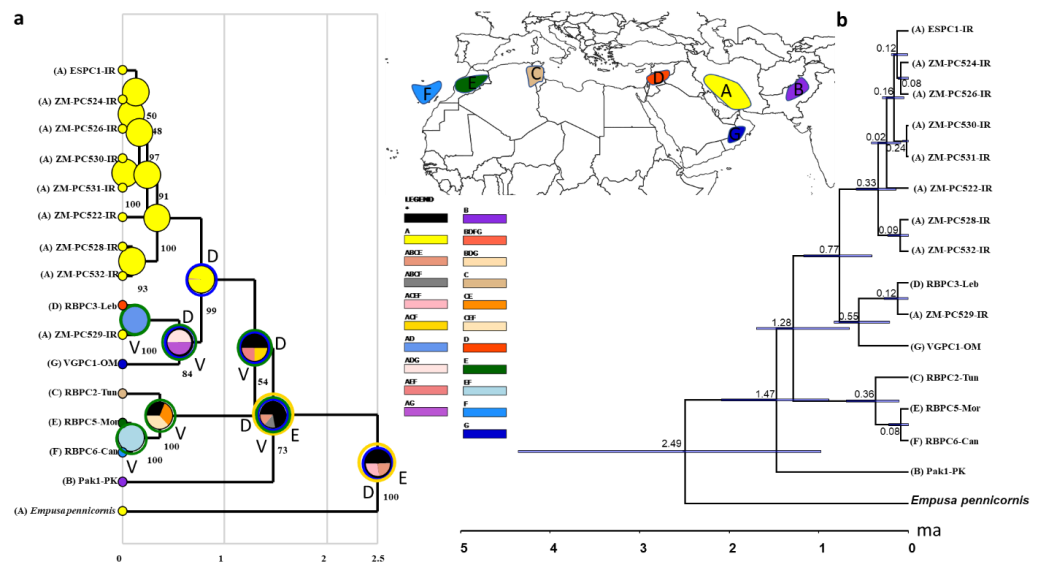 a
(A) ESPC1-IR
(A) ZM-PC524-IR
50
48
(A) ZM-PC526-IR
97
(A) ZM-PC530-IR
91
(A) ZM-PC531-IR
100
(A) ZM-PC522-IR
100
(A) ZM-PC528-IR
D
(A) ZM-PC532-IR
93
99
(D) RBPC3-Leb
D
(A) ZM-PC529-IR
V 100
V
D
(G) VGPC1-OM
84
V
54
(C) RBPC2-Tun
D
E
(E) RBPC5-Mor
V
V
100
73
(F) RBPC6-Can
V
100
(B) Pak1-PK
E
D
100
(A) Empusa pennicornis
0
1
2
2.5
F
E
C
D
A
B
LEGEND
*
A
ABCE
ABCF
ACEF
ACF
AD
ADG
AEF
AG
B
BDFG
BDG
C
CE
CEF
D
E
EF
F
G
b
(A) ESPC1-IR
0.12
(A) ZM-PC524-IR
0.08
0.16
(A) ZM-PC526-IR
(A) ZM-PC530-IR
0.02
0.24
(A) ZM-PC531-IR
0.33
(A) ZM-PC522-IR
(A) ZM-PC528-IR
0.09
(A) ZM-PC532-IR
0.77
(D) RBPC3-Leb
0.12
(A) ZM-PC529-IR
0.55
1.28
(G) VGPC1-OM
(C) RBPC2-Tun
0.36
1.47
(E) RBPC5-Mor
0.08
(F) RBPC6-Can
2.49
(B) Pak1-PK
Empusa pennicornis
ma
5
4
3
2
1
0